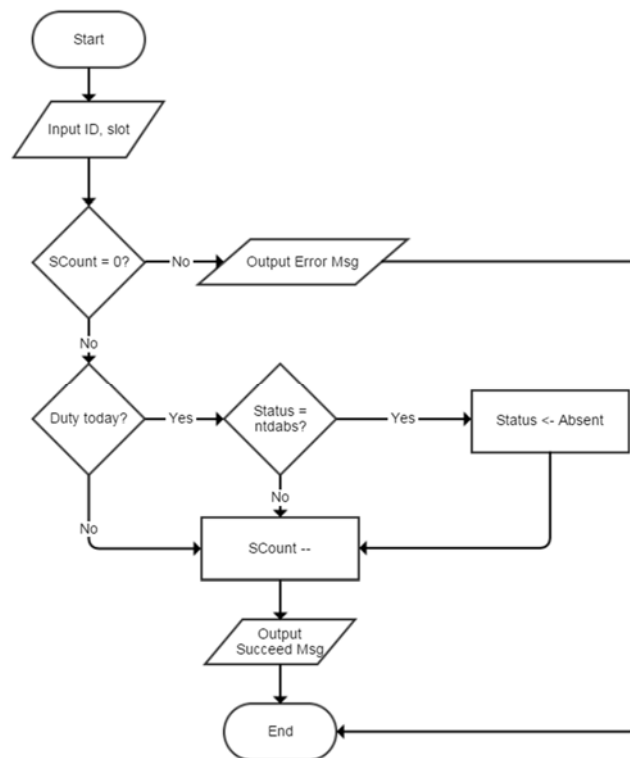 Start
Input ID, slot
SCount = 0?
No
Output Error Msg
No
Duty today?
Yes
Status =
ntdabs?
Yes
Status <- Absent
No
No
SCount --
Output
Succeed Msg
End